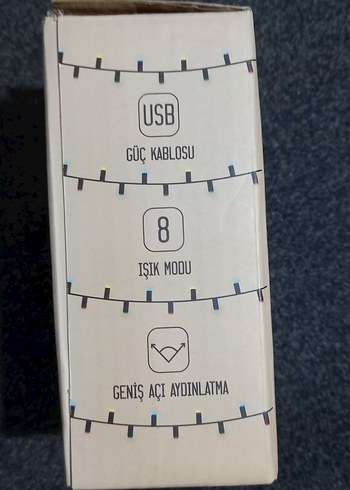 USB
GÜÇ KABLOSU
8
IŞIK MODU
GENİŞ AÇI AYDINLATMA